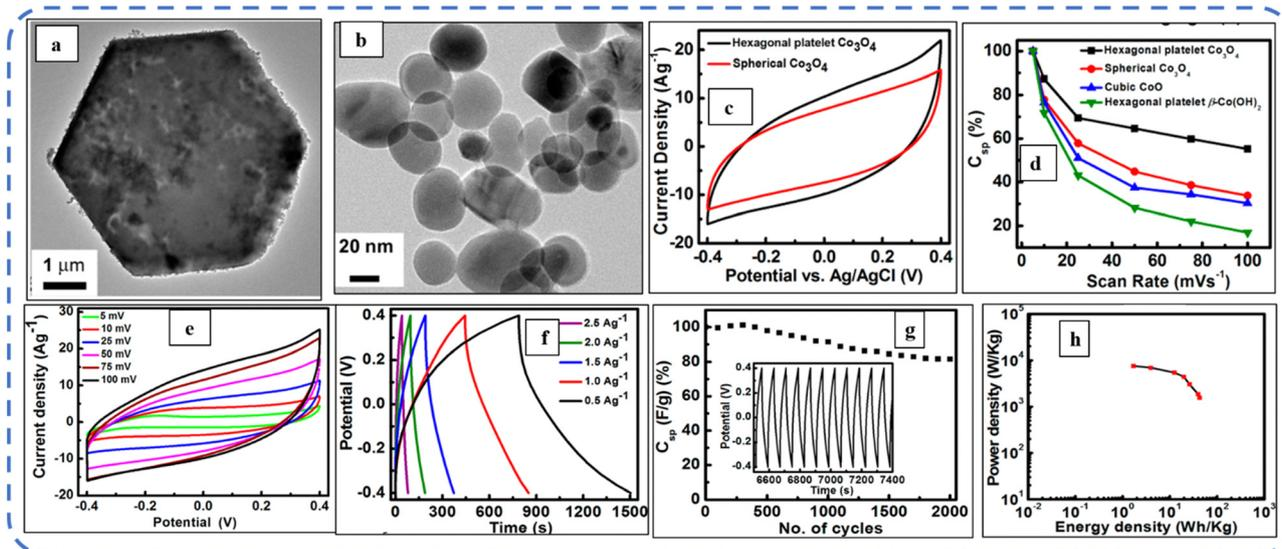 a
1 μm
b
20 nm
20
10
0
-10
-20
-0.4 -0.2 0.0 0.2 0.4
Current Density (Ag⁻¹)
Potential vs. Ag/AgCl (V)
Hexagonal platelet Co₃O₄
Spherical Co₃O₄
c
100
80
60
40
20
0 20 40 60 80 100
Cₛₚ (%)
Scan Rate (mVs⁻¹)
Hexagonal platelet Co₃O₄
Spherical Co₃O₄
Cubic CoO
Hexagonal platelet β-Co(OH)₂
d
30
20
10
0
-10
-20
-0.4 -0.2 0.0 0.2 0.4
Current density (Ag⁻¹)
Potential (V)
5 mV
10 mV
25 mV
50 mV
75 mV
100 mV
e
0.4
0.2
0.0
-0.2
-0.4
0 300 600 900 1200 1500
Potential (V)
Time (s)
f
2.5 Ag⁻¹
2.0 Ag⁻¹
1.5 Ag⁻¹
1.0 Ag⁻¹
0.5 Ag⁻¹
100
80
60
40
20
0
0 500 1000 1500 2000
Cₛₚ (F/g) (%)
No. of cycles
g
0.4
0.2
0.0
-0.2
-0.4
6600 6800 7000 7200 7400
Potential (V)
Time (s)
10⁵
10⁴
10³
10²
10¹
10⁻² 10⁻¹ 10⁰ 10¹ 10² 10³
Power density (W/Kg)
Energy density (Wh/Kg)
h